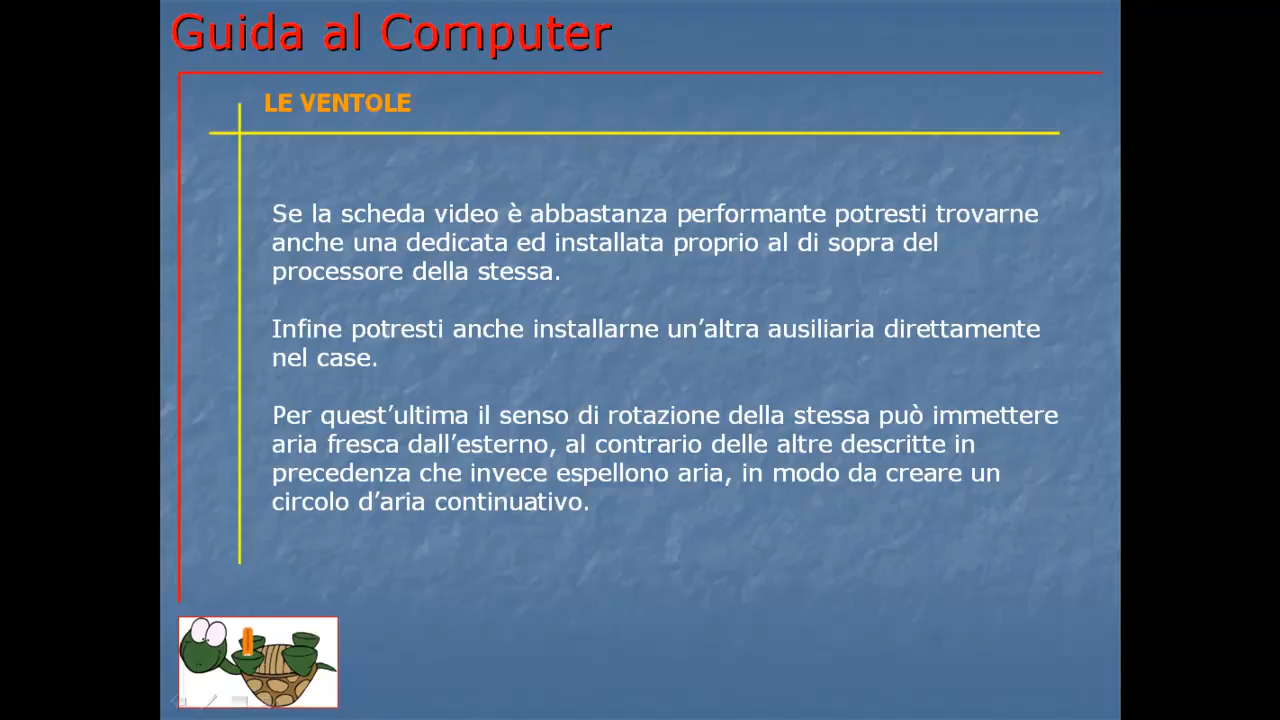 Guida al Computer
LE VENTOLE
Se la scheda video è abbastanza performante potresti trovarne
anche una dedicata ed installata proprio al di sopra del
processore della stessa.
Infine potresti anche installarne un’altra ausiliaria direttamente
nel case.
Per quest’ultima il senso di rotazione della stessa può immettere
aria fresca dall’esterno, al contrario delle altre descritte in
precedenza che invece espellono aria, in modo da creare un
circolo d’aria continuativo.